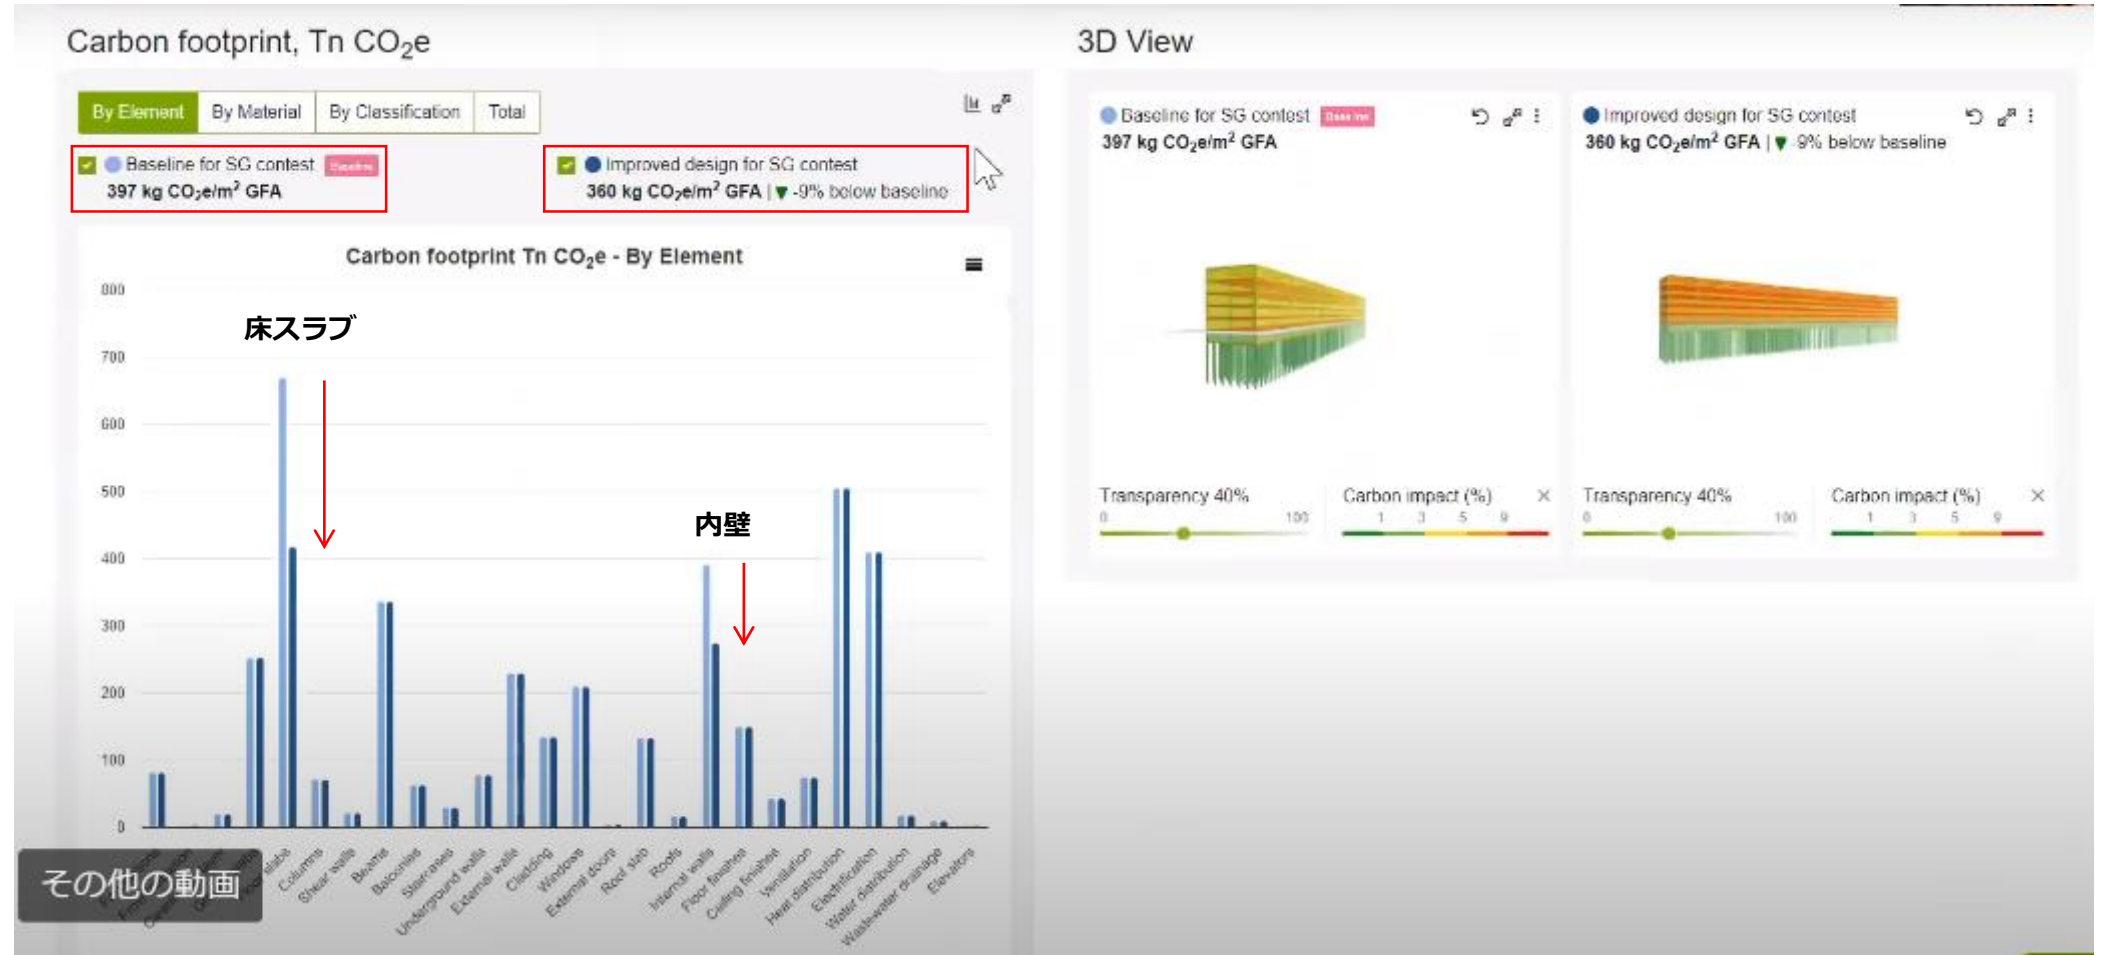 Carbon footprint, Tn CO₂e
By Element By Material By Classification Total
Baseline for SG contest Baseline
397 kg CO₂e/m² GFA
Improved design for SG contest
360 kg CO₂e/m² GFA | ▼ -9% below baseline
Carbon footprint Tn CO₂e - By Element
800
700
600
500
400
300
200
100
0
床スラブ
内壁
Columns
Shear walls
Beams
Balconies
Staircases
Underground walls
External walls
Cladding
Windows
External doors
Roof slab
Roofs
Internal walls
Floor finishes
Ceiling finishes
Ventilation
Heat distribution
Electrification
Water distribution
Wastewater drainage
Elevators
その他の動画
3D View
Baseline for SG contest Baseline
397 kg CO₂e/m² GFA
Transparency 40%
0 100
Carbon impact (%)
1 3 5 9
Improved design for SG contest
360 kg CO₂e/m² GFA | ▼ -9% below baseline
Transparency 40%
0 100
Carbon impact (%)
1 3 5 9